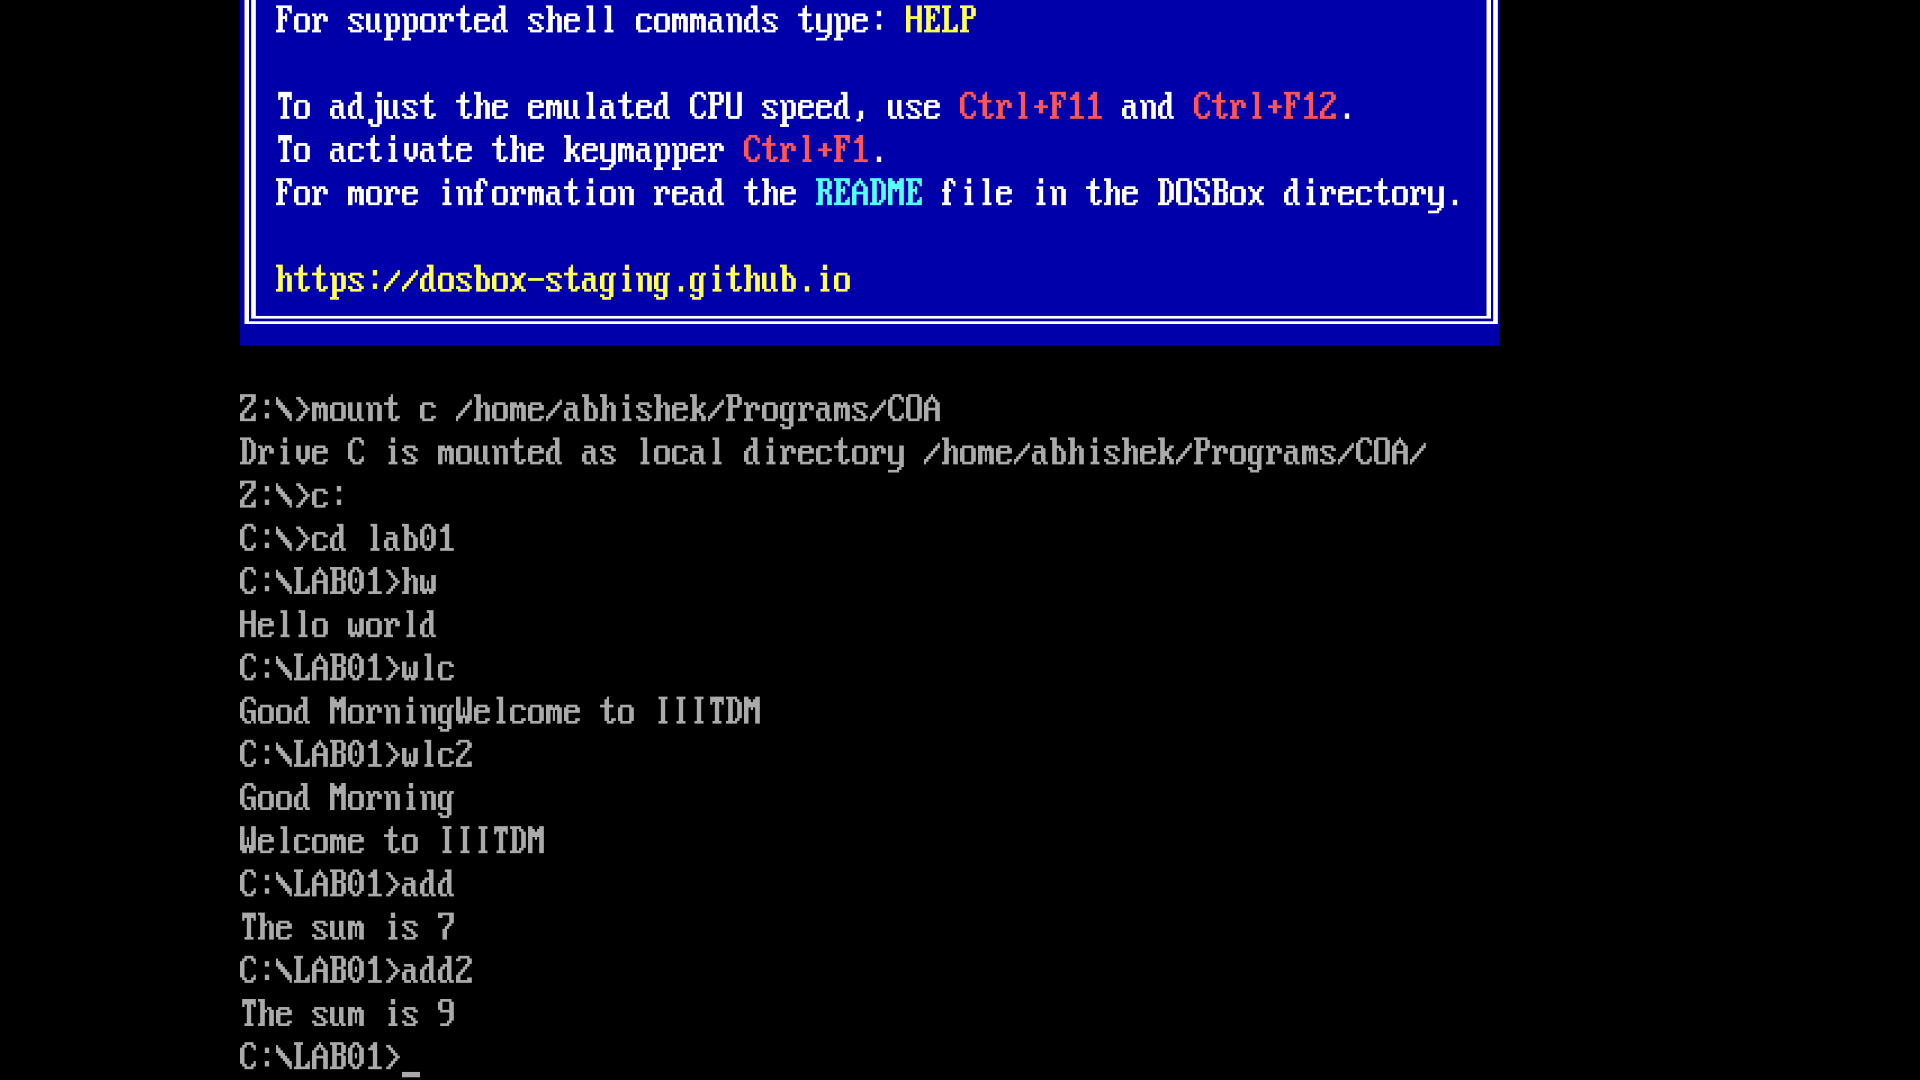 For supported shell commands type: HELP
To adjust the emulated CPU speed, use Ctrl+F11 and Ctrl+F12.
To activate the keymapper Ctrl+F1.
For more information read the README file in the DOSBox directory.
https://dosbox-staging.github.io
Z:\>mount c /home/abhishek/Programs/COA
Drive C is mounted as local directory /home/abhishek/Programs/COA/
Z:\>c:
C:\>cd lab01
C:\LAB01>hw
Hello world
C:\LAB01>wlc
Good MorningWelcome to IIITDM
C:\LAB01>wlc2
Good Morning
Welcome to IIITDM
C:\LAB01>add
The sum is 7
C:\LAB01>add2
The sum is 9
C:\LAB01>_